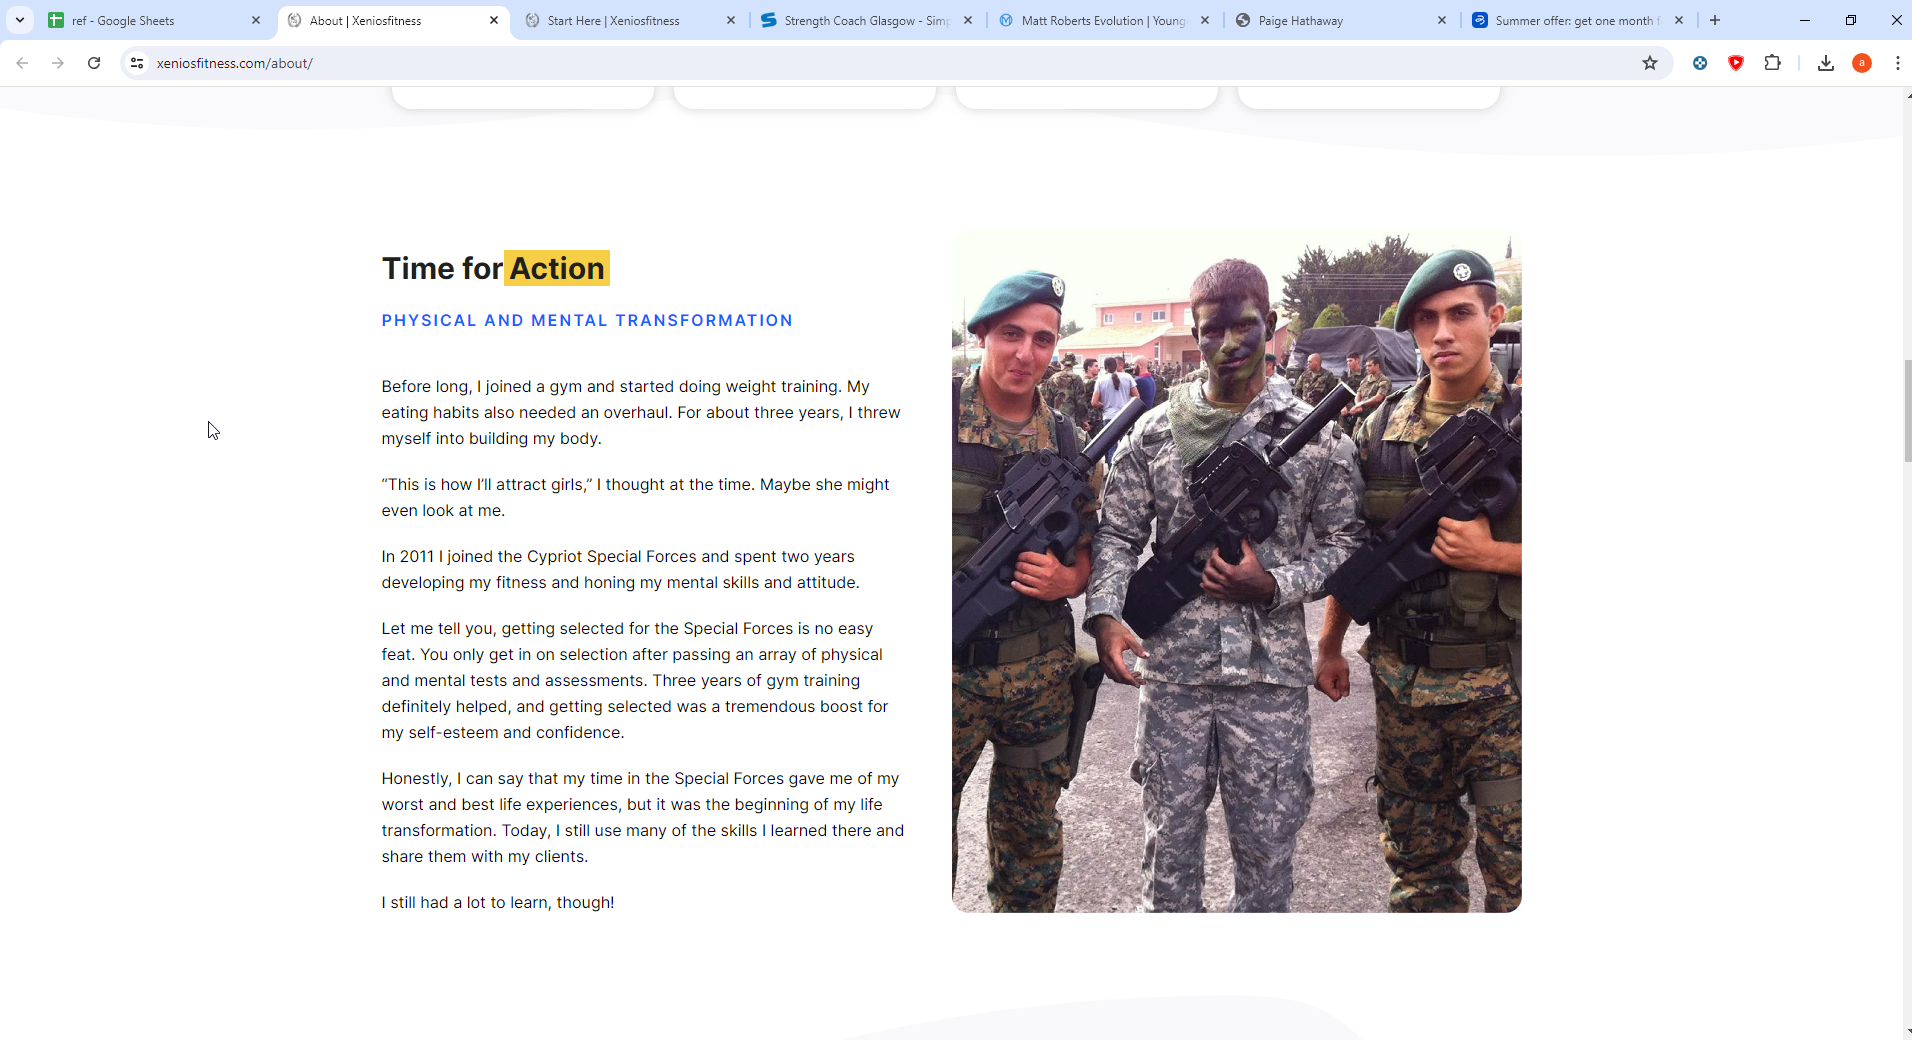 ref - Google Sheets
About | Xeniosfitness
Start Here | Xeniosfitness
Strength Coach Glasgow - Simp
Matt Roberts Evolution | Young
Paige Hathaway
Summer offer: get one month f
xeniosfitness.com/about/
a
Time for Action
PHYSICAL AND MENTAL TRANSFORMATION
Before long, I joined a gym and started doing weight training. My
eating habits also needed an overhaul. For about three years, I threw
myself into building my body.
“This is how I’ll attract girls,” I thought at the time. Maybe she might
even look at me.
In 2011 I joined the Cypriot Special Forces and spent two years
developing my fitness and honing my mental skills and attitude.
Let me tell you, getting selected for the Special Forces is no easy
feat. You only get in on selection after passing an array of physical
and mental tests and assessments. Three years of gym training
definitely helped, and getting selected was a tremendous boost for
my self-esteem and confidence.
Honestly, I can say that my time in the Special Forces gave me of my
worst and best life experiences, but it was the beginning of my life
transformation. Today, I still use many of the skills I learned there and
share them with my clients.
I still had a lot to learn, though!